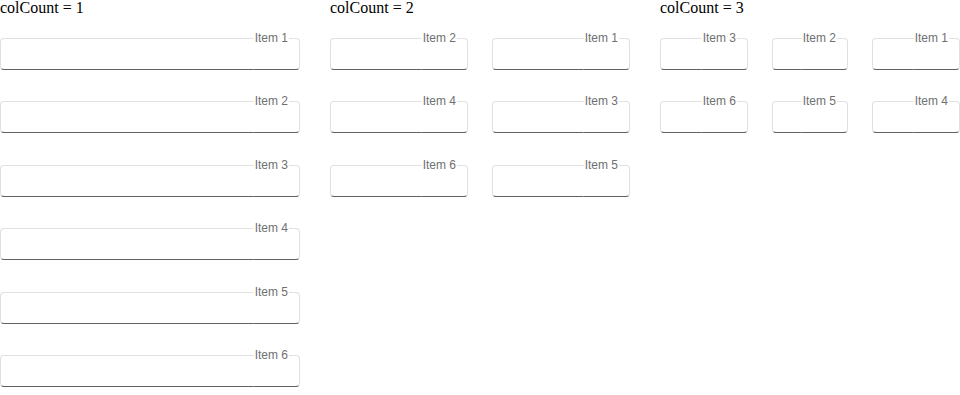 colCount = 1
Item 1
Item 2
Item 3
Item 4
Item 5
Item 6
colCount = 2
Item 2 Item 1
Item 4 Item 3
Item 6 Item 5
colCount = 3
Item 3 Item 2 Item 1
Item 6 Item 5 Item 4